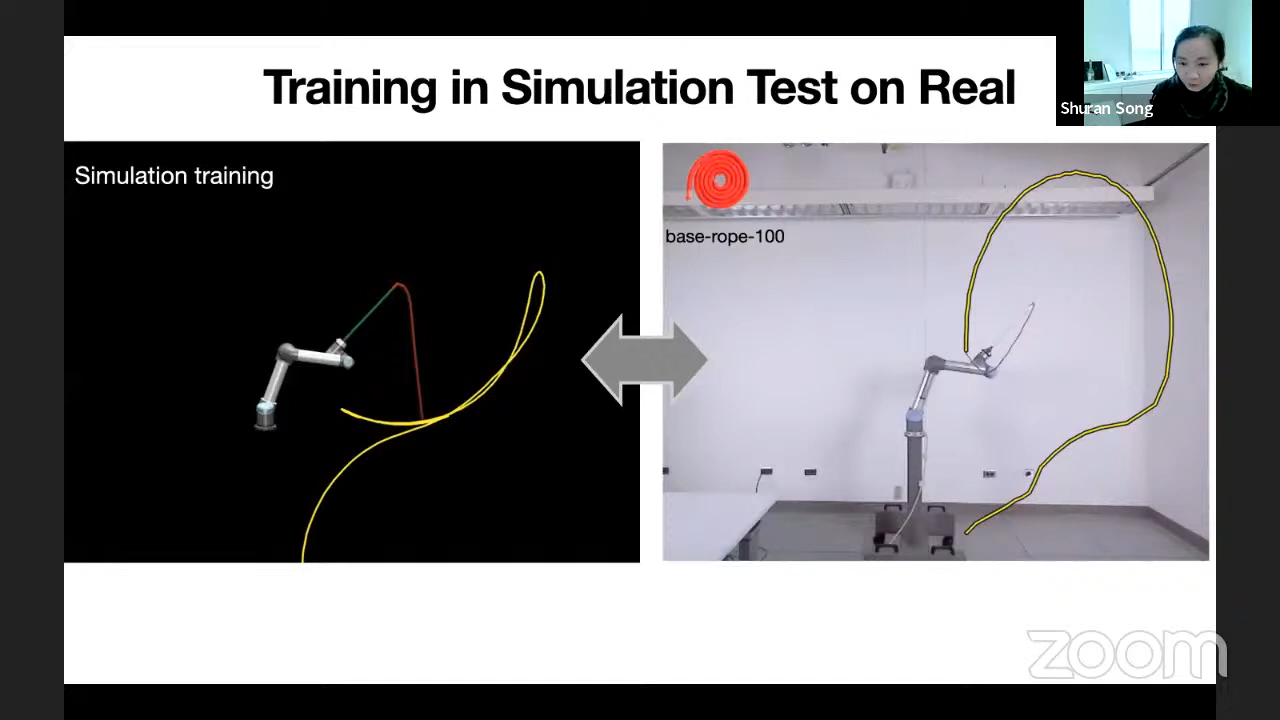 Training in Simulation Test on Real
Shuran Song
Simulation training
base-rope-100
zoom